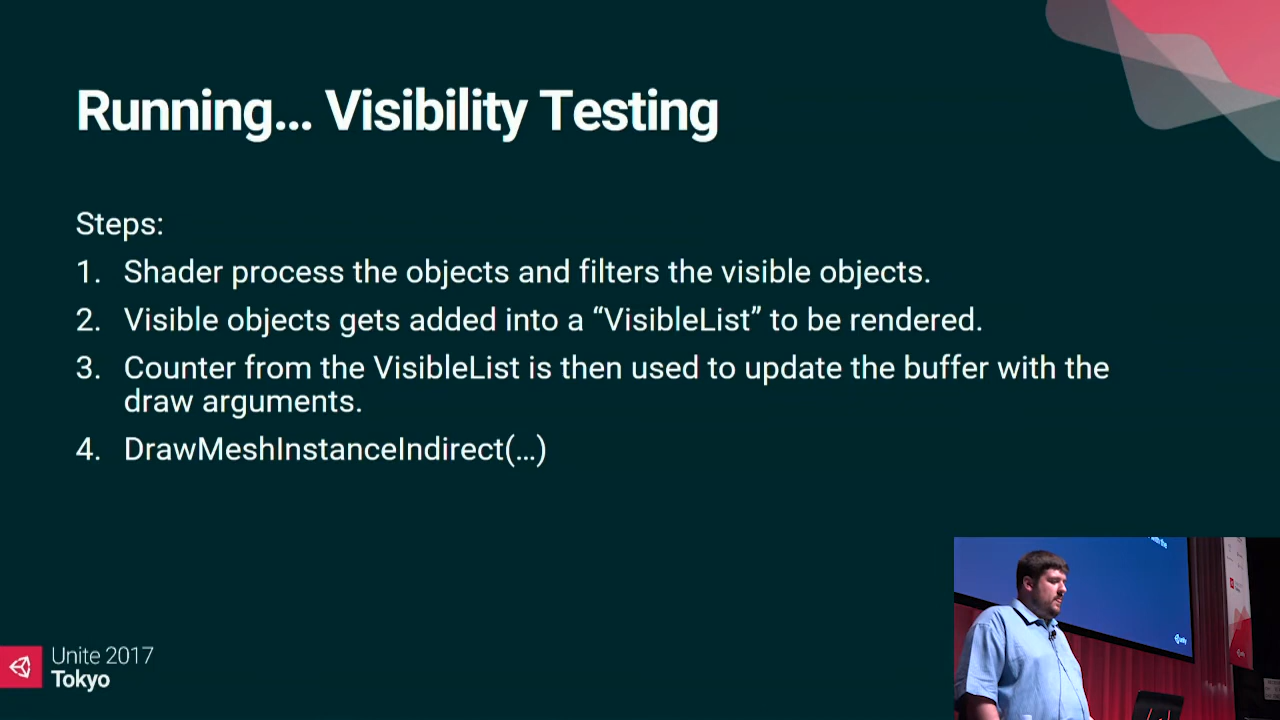 Running... Visibility Testing
Steps:
1. Shader process the objects and filters the visible objects.
2. Visible objects gets added into a “VisibleList” to be rendered.
3. Counter from the VisibleList is then used to update the buffer with the
draw arguments.
4. DrawMeshInstanceIndirect(...)
Unite 2017
Tokyo
unity